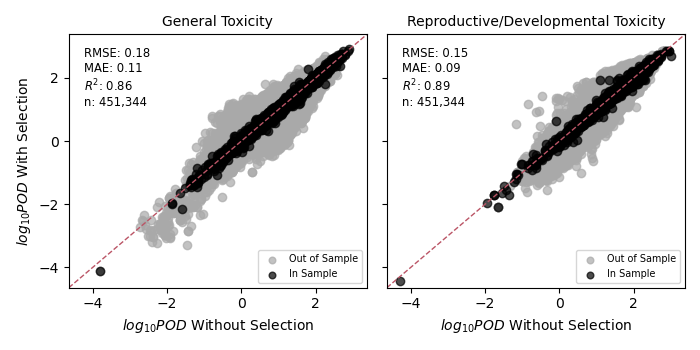 General Toxicity
Reproductive/Developmental Toxicity
RMSE: 0.18
MAE: 0.11
R²: 0.86
n: 451,344
RMSE: 0.15
MAE: 0.09
R²: 0.89
n: 451,344
log₁₀POD With Selection
2
0
−2
−4
Out of Sample
In Sample
Out of Sample
In Sample
−4 −2 0 2
−4 −2 0 2
log₁₀POD Without Selection
log₁₀POD Without Selection